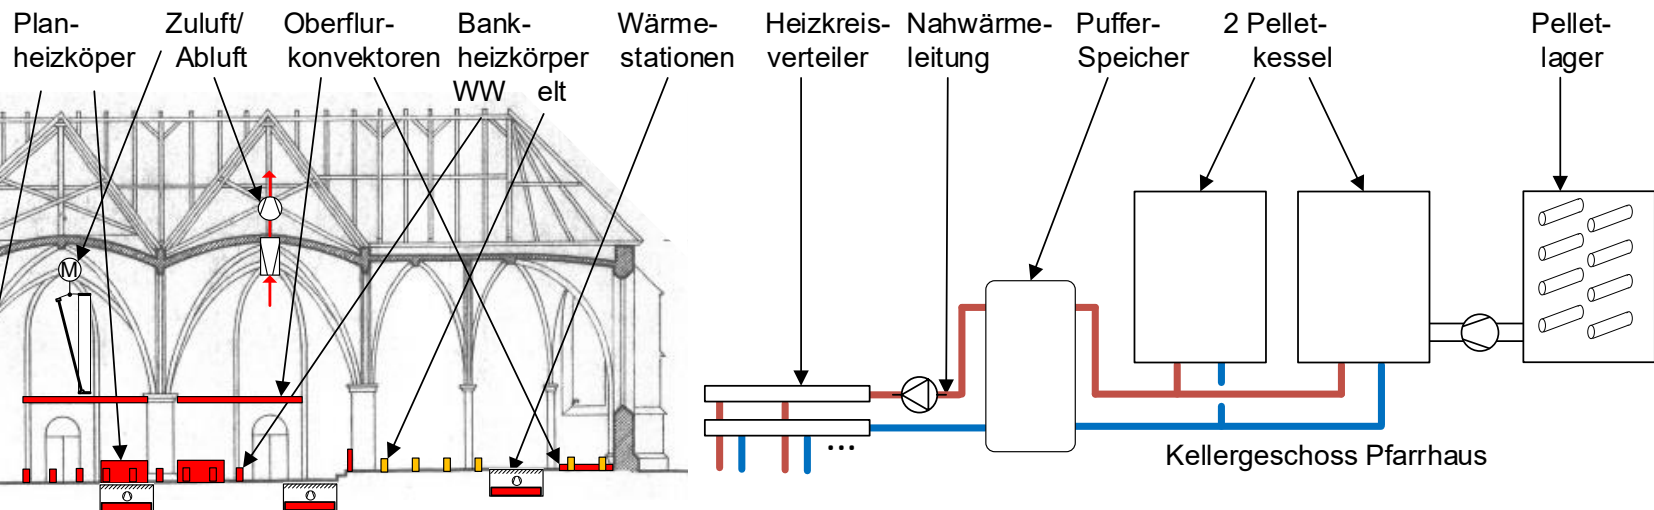 Plan-
heizköper
Zuluft/
Abluft
Oberflur-
konvektoren
Bank-
heizkörper
WW elt
Wärme-
stationen
Heizkreis-
verteiler
Nahwärme-
leitung
Puffer-
Speicher
2 Pellet-
kessel
Pellet-
lager
M
...
Kellergeschoss Pfarrhaus